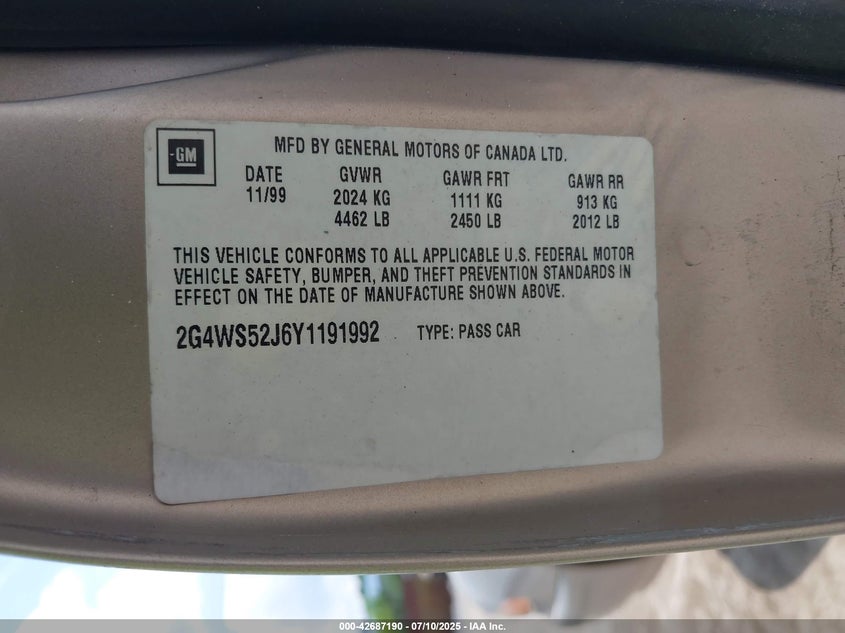 GM
MFD BY GENERAL MOTORS OF CANADA LTD.
DATE GVWR GAWR FRT GAWR RR
11/99 2024 KG 1111 KG 913 KG
4462 LB 2450 LB 2012 LB
THIS VEHICLE CONFORMS TO ALL APPLICABLE U.S. FEDERAL MOTOR
VEHICLE SAFETY, BUMPER, AND THEFT PREVENTION STANDARDS IN
EFFECT ON THE DATE OF MANUFACTURE SHOWN ABOVE.
2G4WS52J6Y1191992 TYPE: PASS CAR
000-42687190 - 07/10/2025 - IAA Inc.